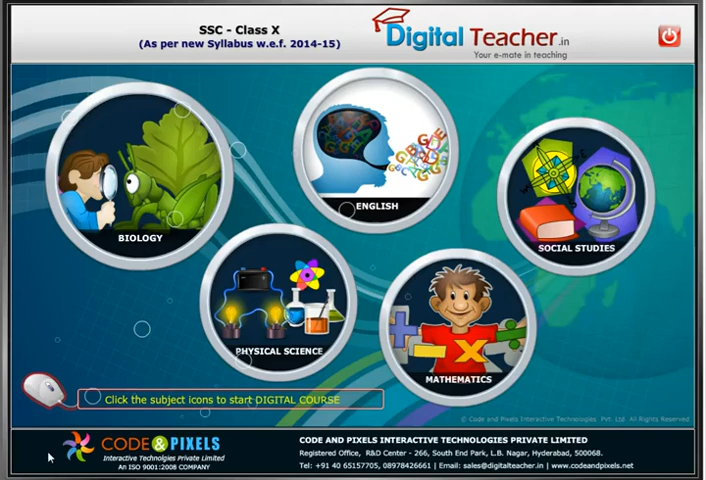 SSC - Class X
(As per new Syllabus w.e.f. 2014-15)
Digital Teacher.in
Your e-mate in teaching
BIOLOGY
ENGLISH
SOCIAL STUDIES
PHYSICAL SCIENCE
MATHEMATICS
Click the subject icons to start DIGITAL COURSE
© Code and Pixels Interactive Technologies Pvt. Ltd. All Rights Reserved
CODE & PIXELS
Interactive Technolgies Private Limited
An ISO 9001:2008 COMPANY
CODE AND PIXELS INTERACTIVE TECHNOLOGIES PRIVATE LIMITED
Registered Office, R&D Center - 266, South End Park, L.B. Nagar, Hyderabad, 500068.
Tel: +91 40 65157705, 08978426661 | Email: sales@digitalteacher.in | www.codeandpixels.net